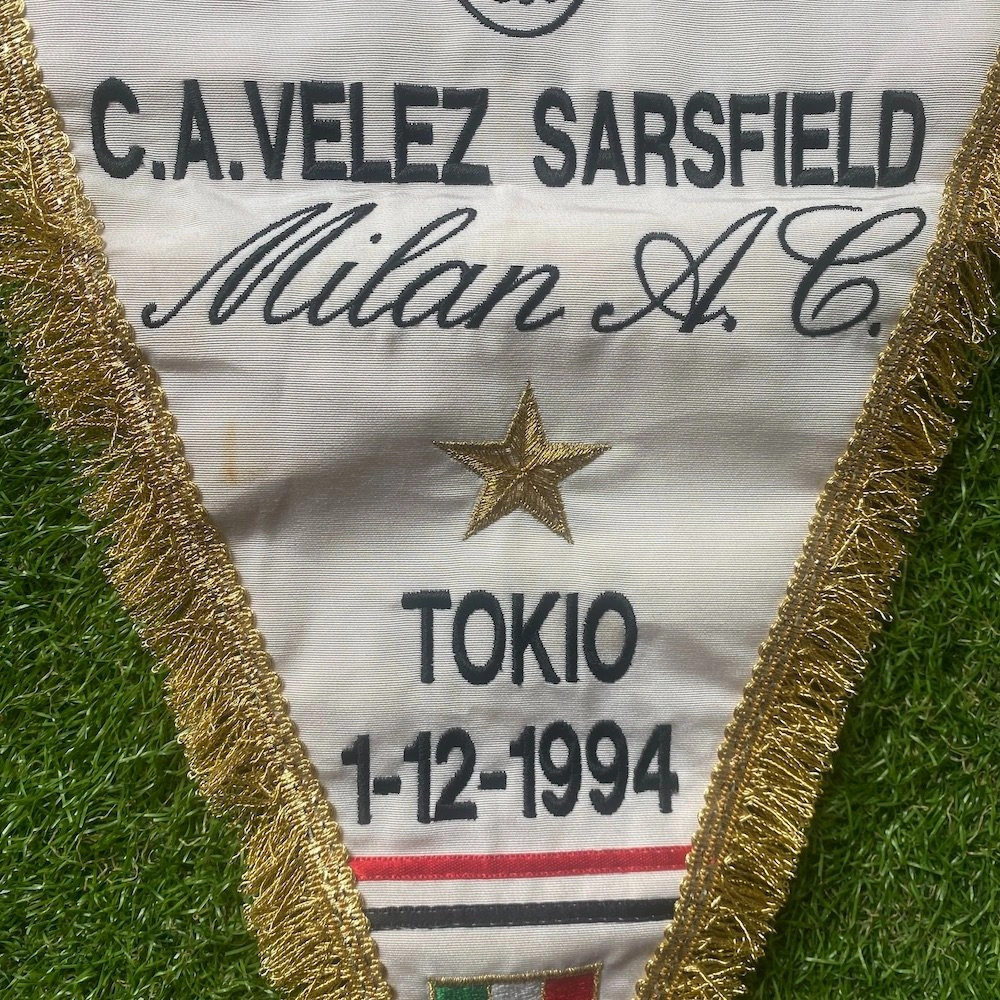 C.A.VELEZ SARSFIELD
Milan A.C.
TOKIO
1-12-1994